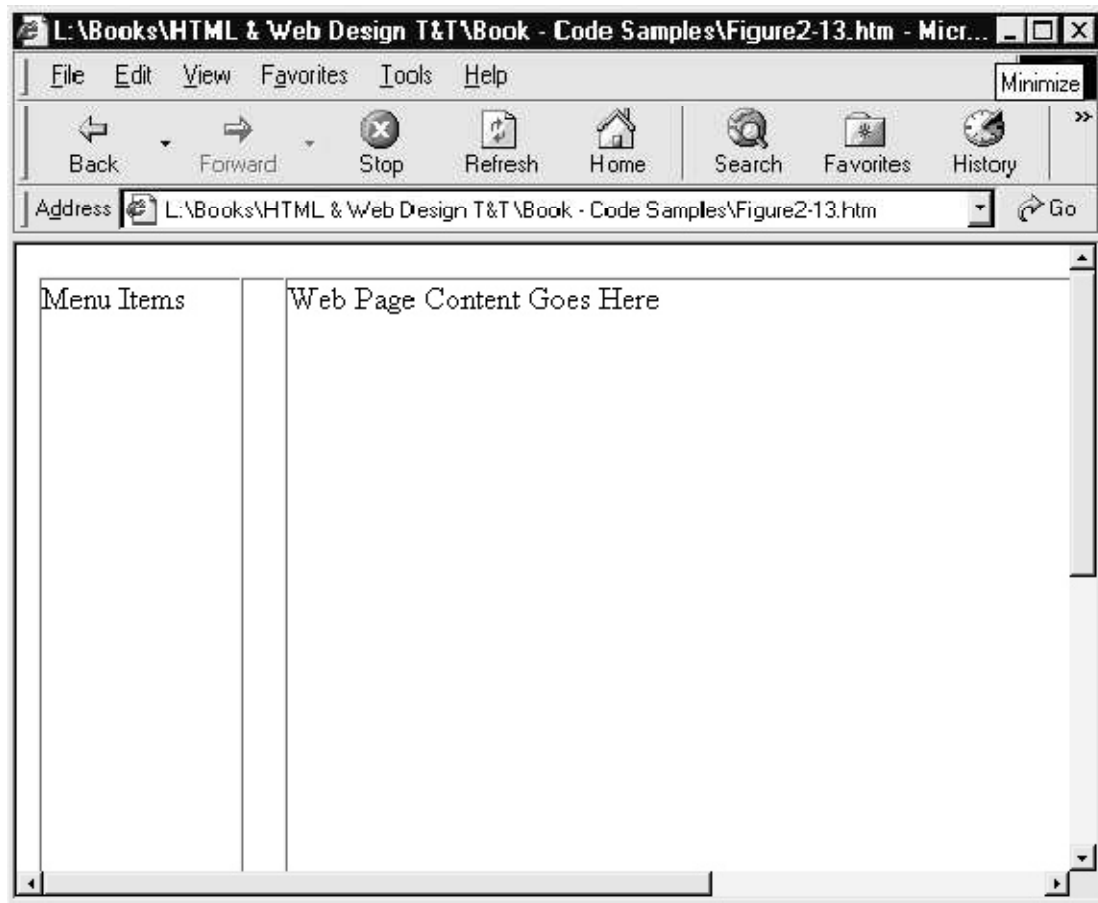 L:\Books\HTML & Web Design T&T\Book - Code Samples\Figure2-13.htm - Micr...
File Edit View Favorites Tools Help
Minimize
Back Forward Stop Refresh Home Search Favorites History »
Address L:\Books\HTML & Web Design T&T\Book - Code Samples\Figure2-13.htm Go
Menu Items Web Page Content Goes Here